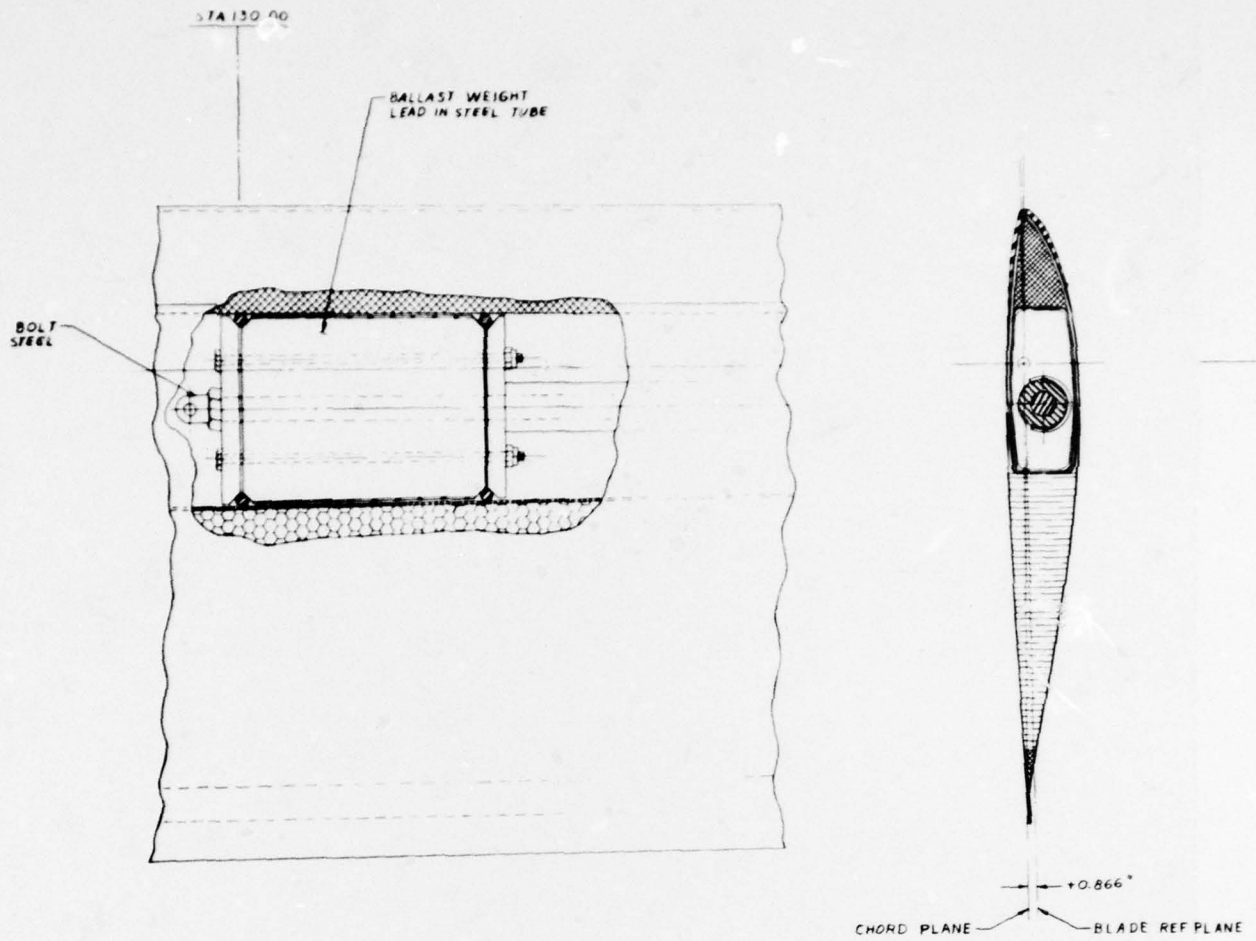 STA 130.00
BALLAST WEIGHT
LEAD IN STEEL TUBE
BOLT
STEEL
+0.866°
CHORD PLANE
BLADE REF PLANE